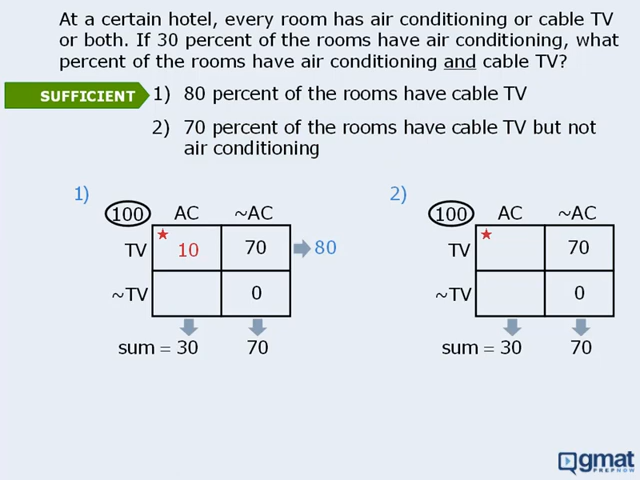 At a certain hotel, every room has air conditioning or cable TV
or both. If 30 percent of the rooms have air conditioning, what
percent of the rooms have air conditioning and cable TV?
SUFFICIENT
1) 80 percent of the rooms have cable TV
2) 70 percent of the rooms have cable TV but not
air conditioning
1)
100 AC ~AC
TV 10 70 80
~TV 0
sum = 30 70
2)
100 AC ~AC
TV 70
~TV 0
sum = 30 70
gmat
PREPNOW